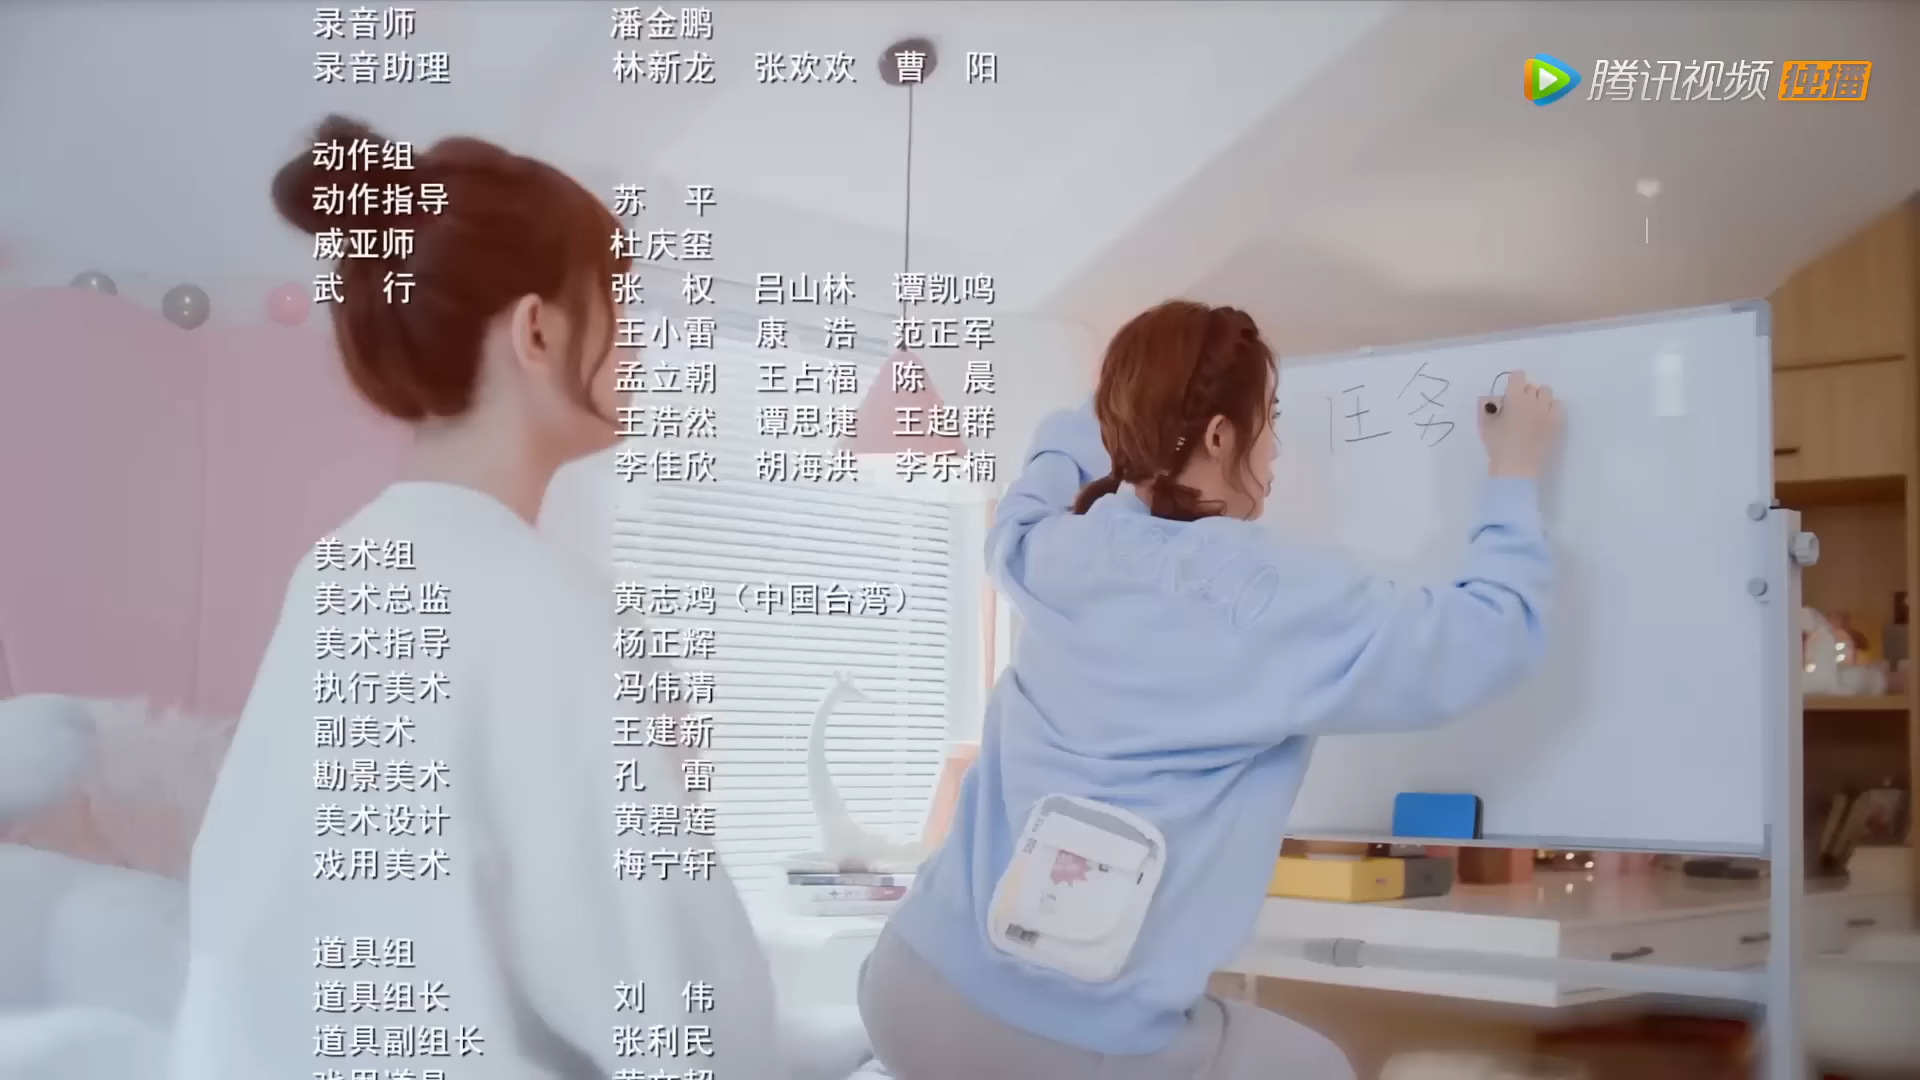 录音师 潘金鹏
录音助理 林新龙 张欢欢 曹 阳
腾讯视频 独播
动作组
动作指导 苏 平
威亚师 杜庆玺
武 行 张 权 吕山林 谭凯鸣
王小雷 康 浩 范正军
孟立朝 王占福 陈 晨
王浩然 谭思捷 王超群
李佳欣 胡海洪 李乐楠
美术组
美术总监 黄志鸿（中国台湾）
美术指导 杨正辉
执行美术 冯伟清
副美术 王建新
勘景美术 孔 雷
美术设计 黄碧莲
戏用美术 梅宁轩
道具组
道具组长 刘 伟
道具副组长 张利民